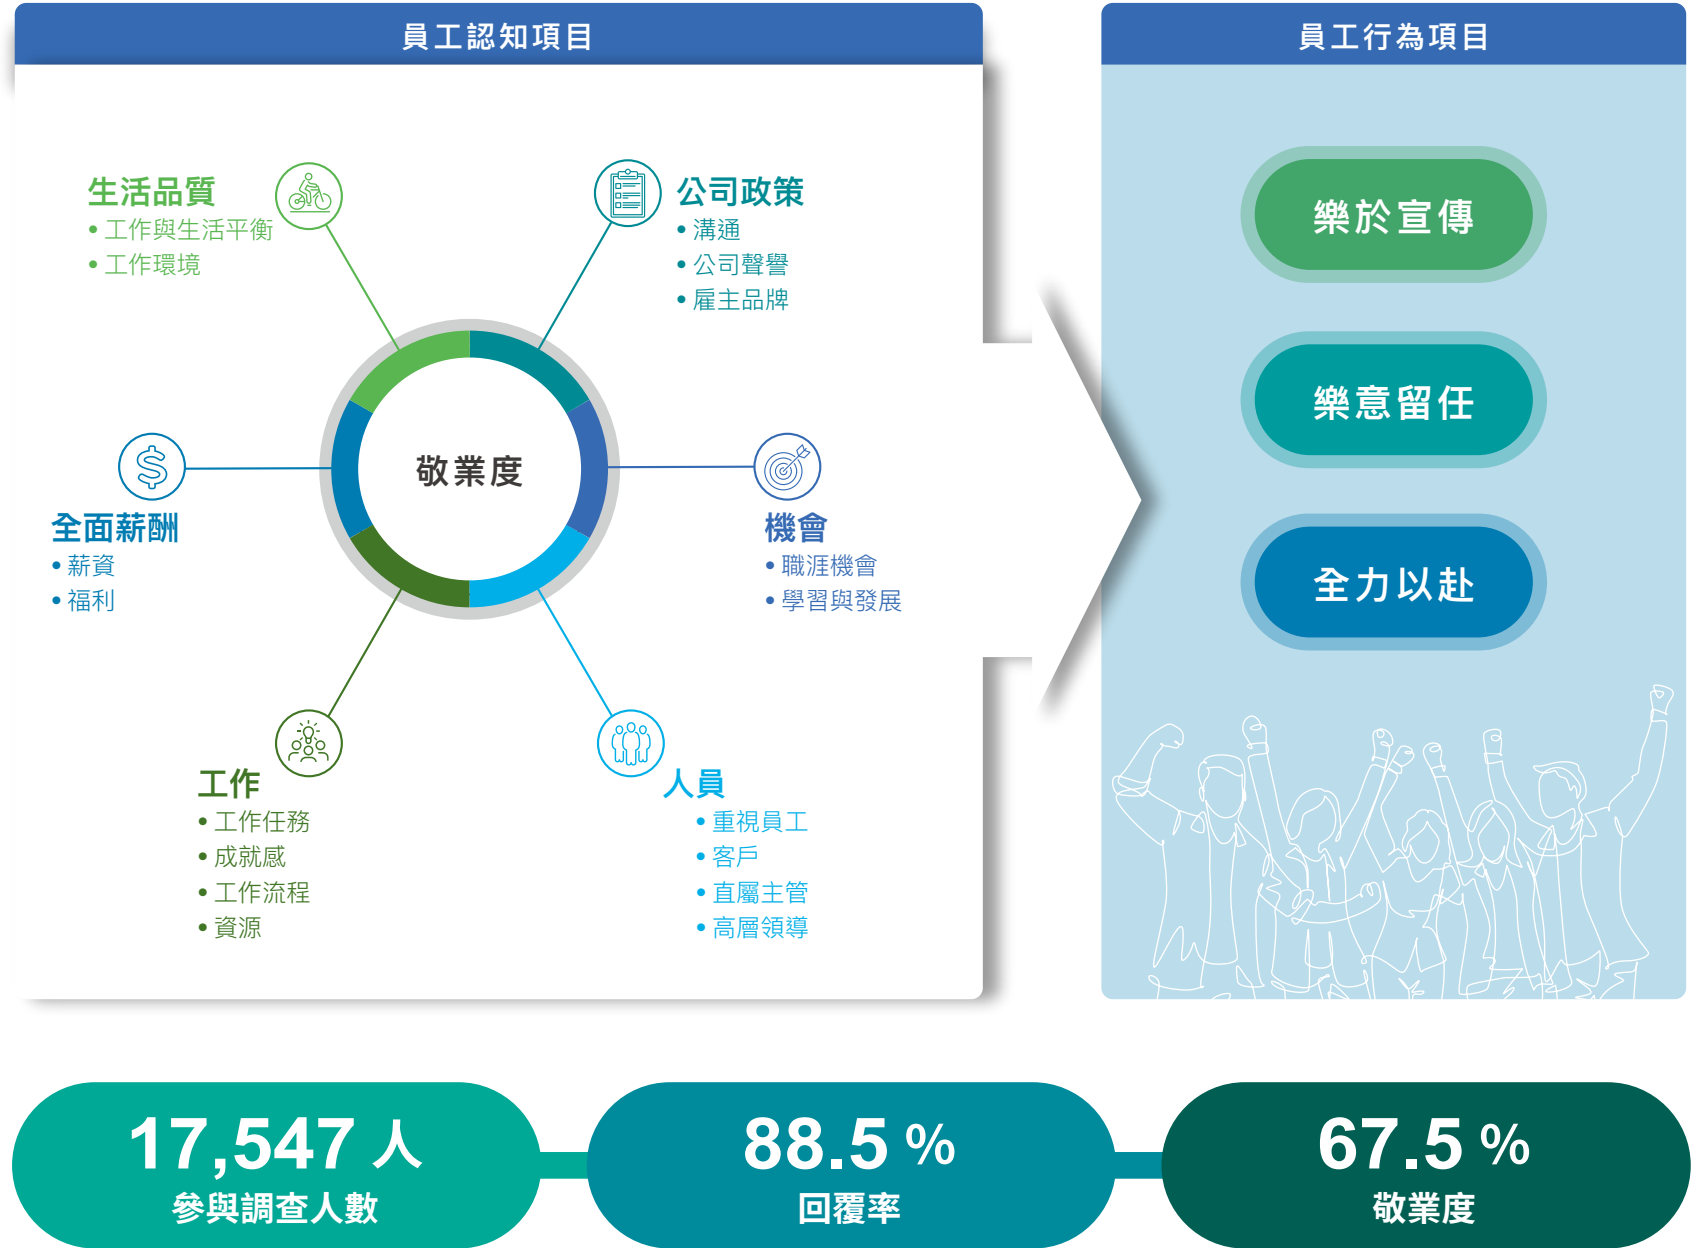 員工認知項目
生活品質
• 工作與生活平衡
• 工作環境
公司政策
• 溝通
• 公司聲譽
• 雇主品牌
敬業度
全面薪酬
• 薪資
• 福利
機會
• 職涯機會
• 學習與發展
工作
• 工作任務
• 成就感
• 工作流程
• 資源
人員
• 重視員工
• 客戶
• 直屬主管
• 高層領導
員工行為項目
樂於宣傳
樂意留任
全力以赴
17,547 人
參與調查人數
88.5 %
回覆率
67.5 %
敬業度